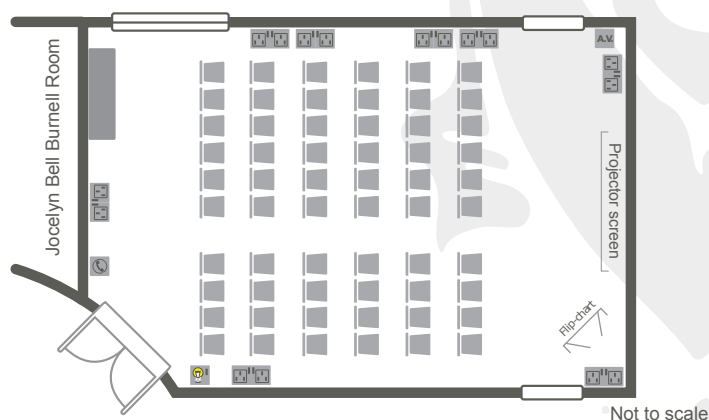 Jocelyn Bell Burnell Room
A.V.
Projector screen
Flip-chart
Not to scale